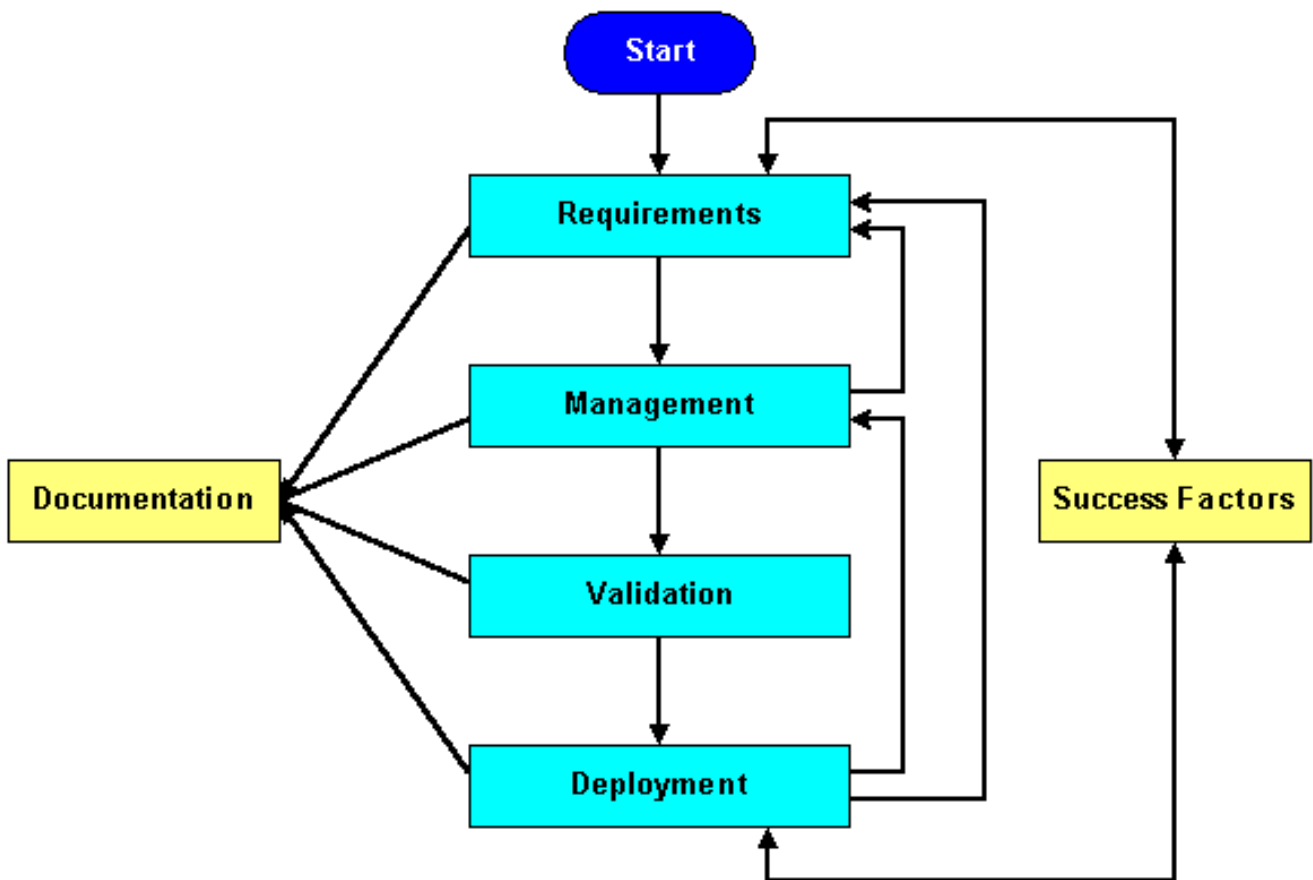 Start
Requirements
Management
Documentation
Success Factors
Validation
Deployment